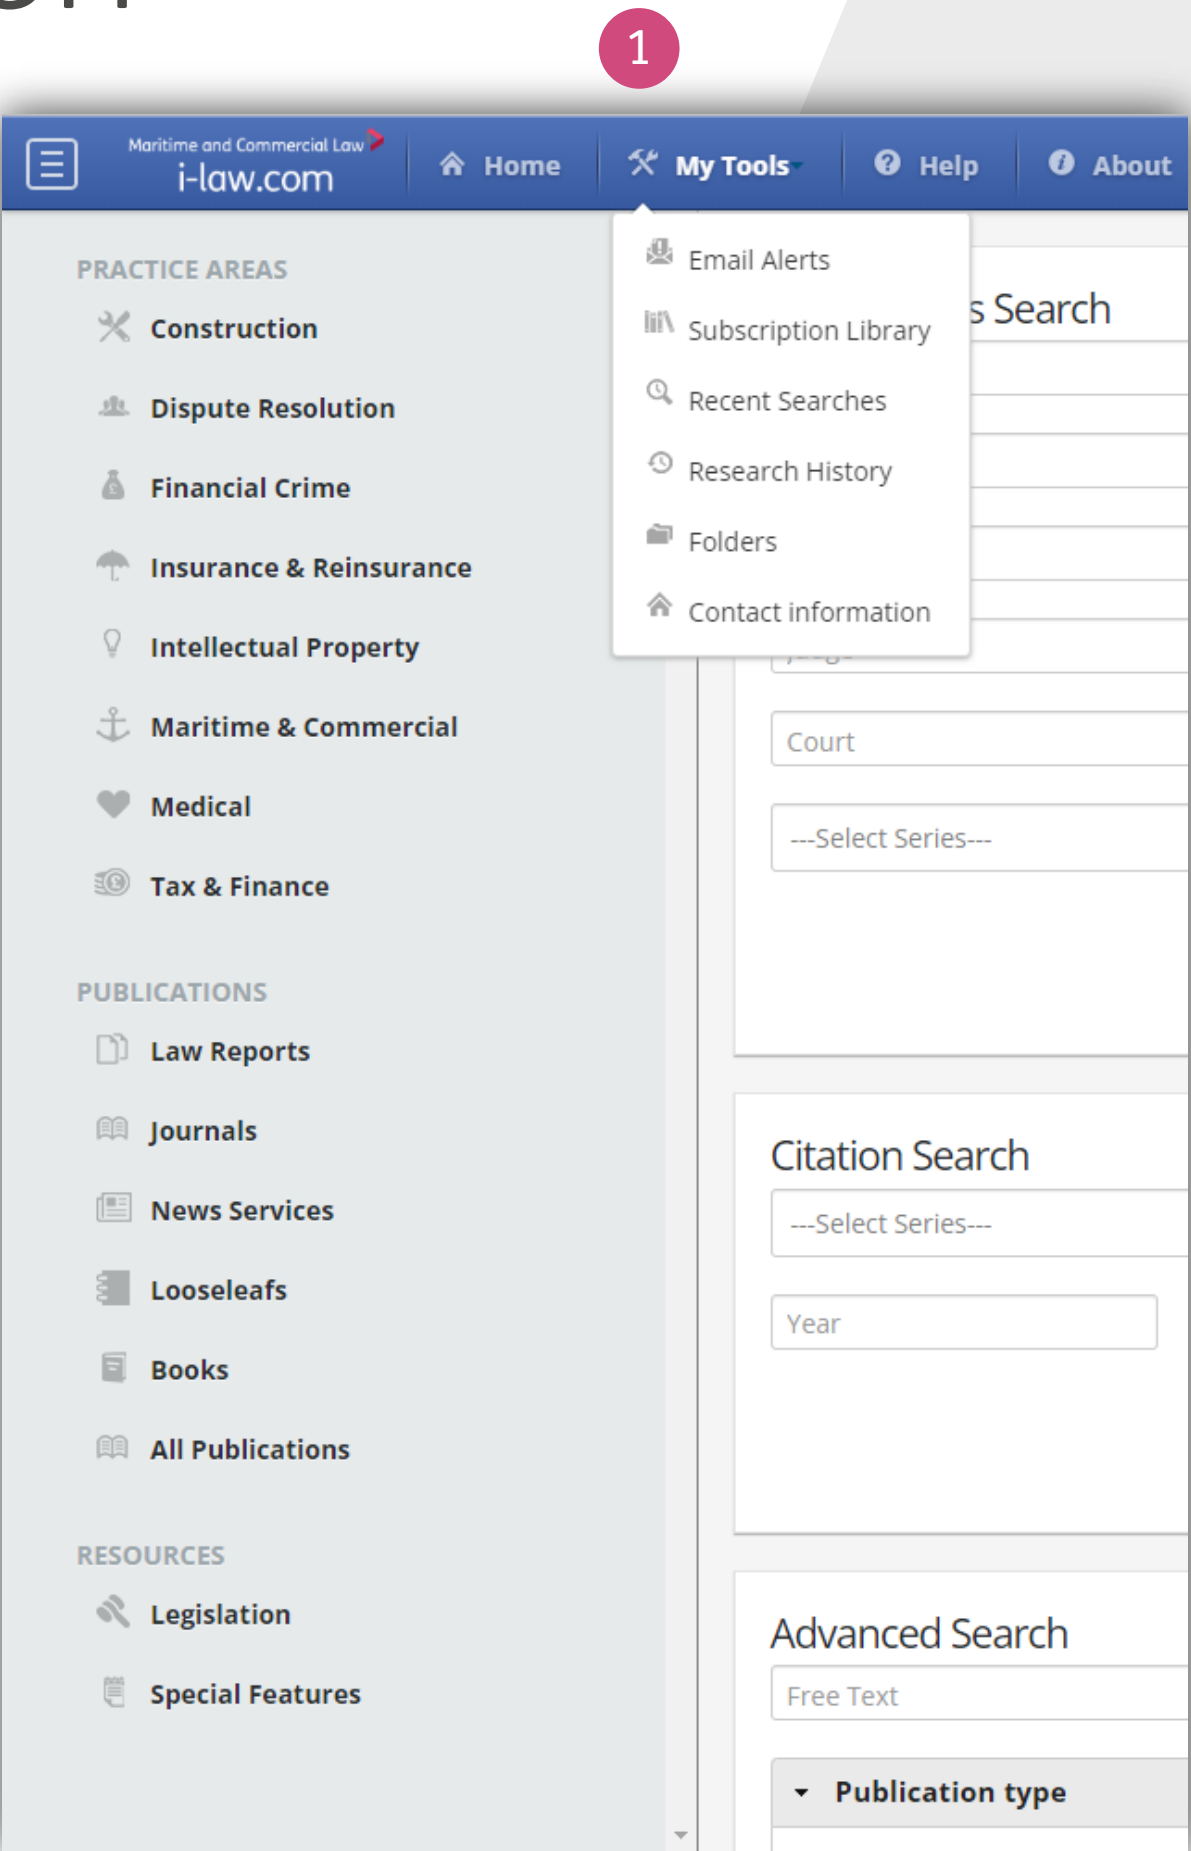 1
Maritime and Commercial Law
i-law.com
Home
My Tools
Help
About
PRACTICE AREAS
Construction
Dispute Resolution
Financial Crime
Insurance & Reinsurance
Intellectual Property
Maritime & Commercial
Medical
Tax & Finance
PUBLICATIONS
Law Reports
Journals
News Services
Looseleafs
Books
All Publications
RESOURCES
Legislation
Special Features
Email Alerts
Subscription Library
Recent Searches
Research History
Folders
Contact information
s Search
Court
---Select Series---
Citation Search
---Select Series---
Year
Advanced Search
Free Text
Publication type